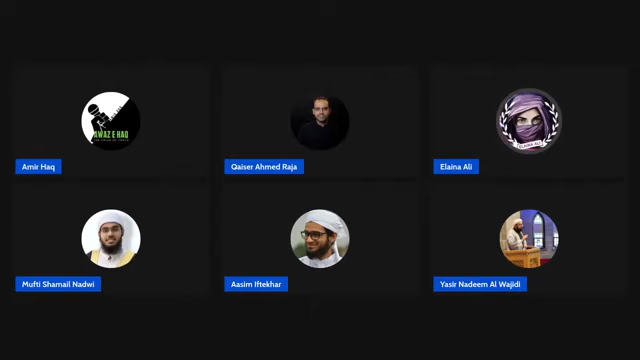 AWAZ E HAQ
Amir Haq
Qaiser Ahmed Raja
ELAINA ALI
Elaina Ali
Mufti Shamail Nadwi
Aasim Iftekhar
Yasir Nadeem Al Wajidi